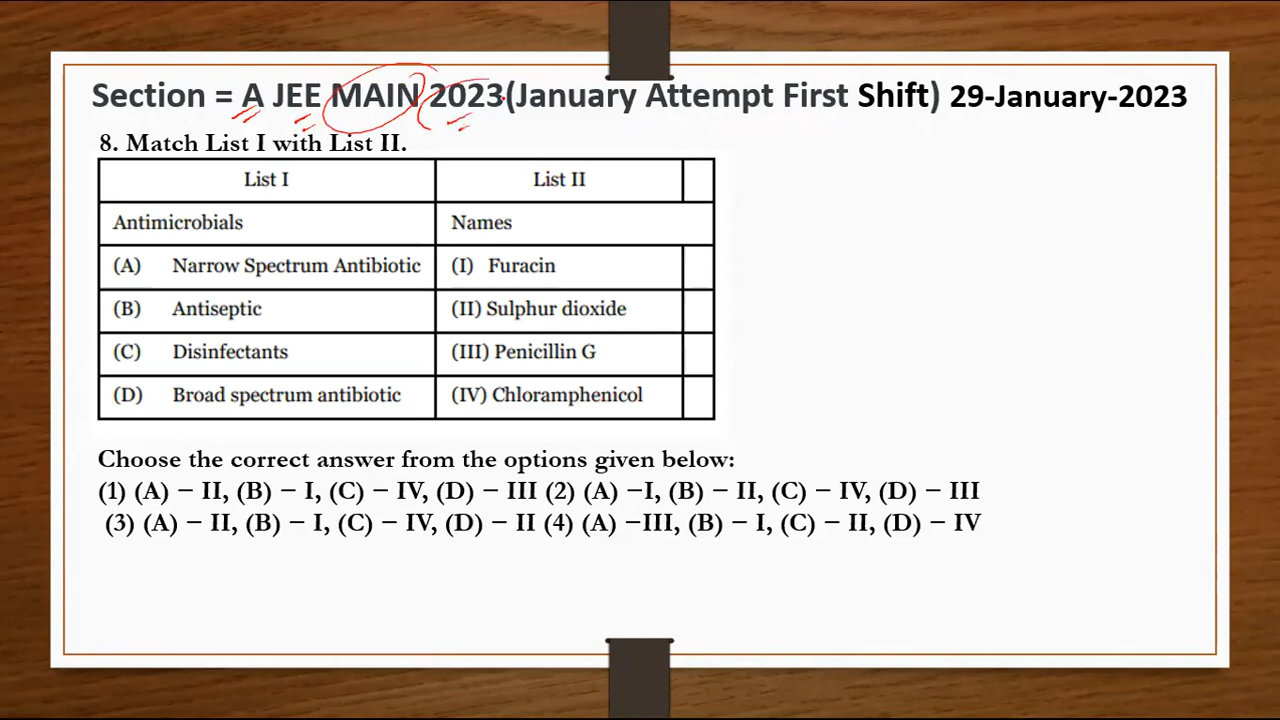 Section = A JEE MAIN 2023(January Attempt First Shift) 29-January-2023
8. Match List I with List II.
List I List II
Antimicrobials Names
(A) Narrow Spectrum Antibiotic (I) Furacin
(B) Antiseptic (II) Sulphur dioxide
(C) Disinfectants (III) Penicillin G
(D) Broad spectrum antibiotic (IV) Chloramphenicol
Choose the correct answer from the options given below:
(1) (A) − II, (B) − I, (C) − IV, (D) − III (2) (A) −I, (B) − II, (C) − IV, (D) − III
(3) (A) − II, (B) − I, (C) − IV, (D) − II (4) (A) −III, (B) − I, (C) − II, (D) − IV